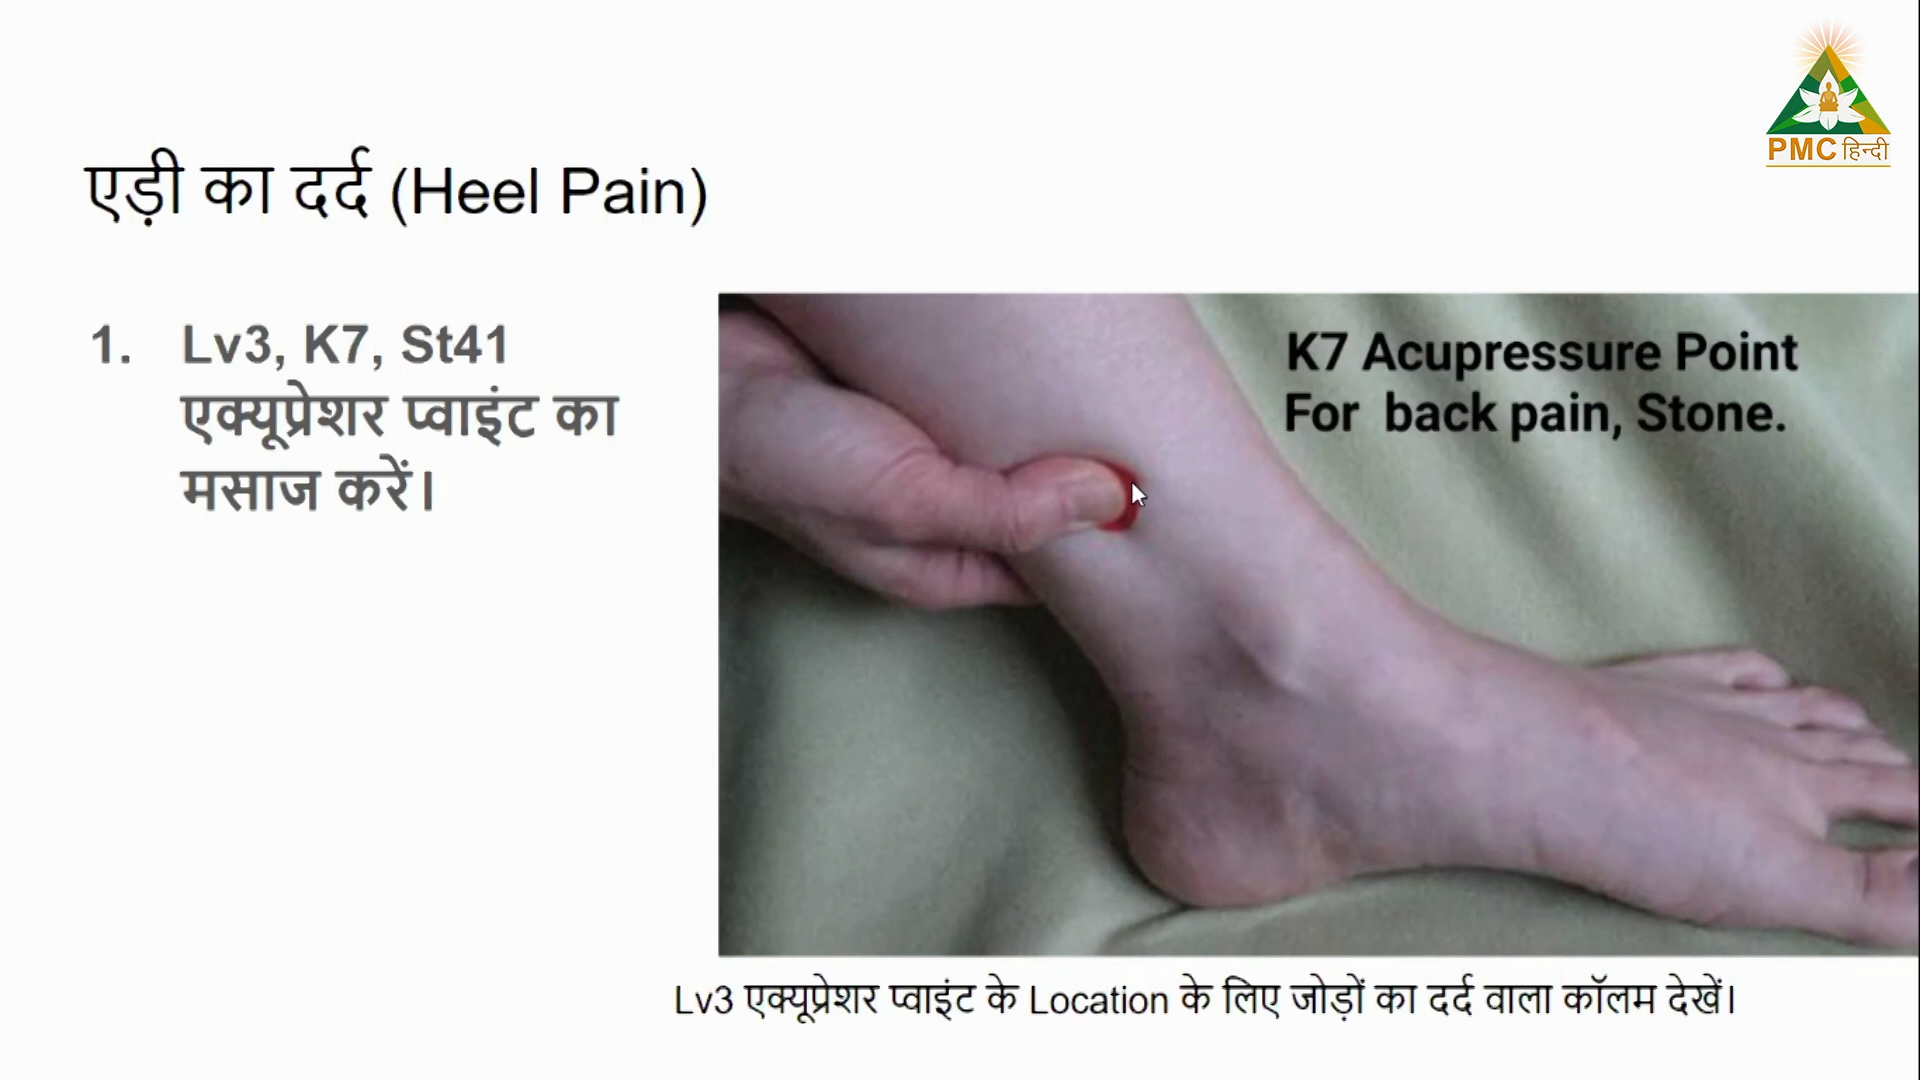 PMC हिन्दी
एड़ी का दर्द (Heel Pain)
1. Lv3, K7, St41
एक्यूप्रेशर प्वाइंट का
मसाज करें।
K7 Acupressure Point
For back pain, Stone.
Lv3 एक्यूप्रेशर प्वाइंट के Location के लिए जोड़ों का दर्द वाला कॉलम देखें।